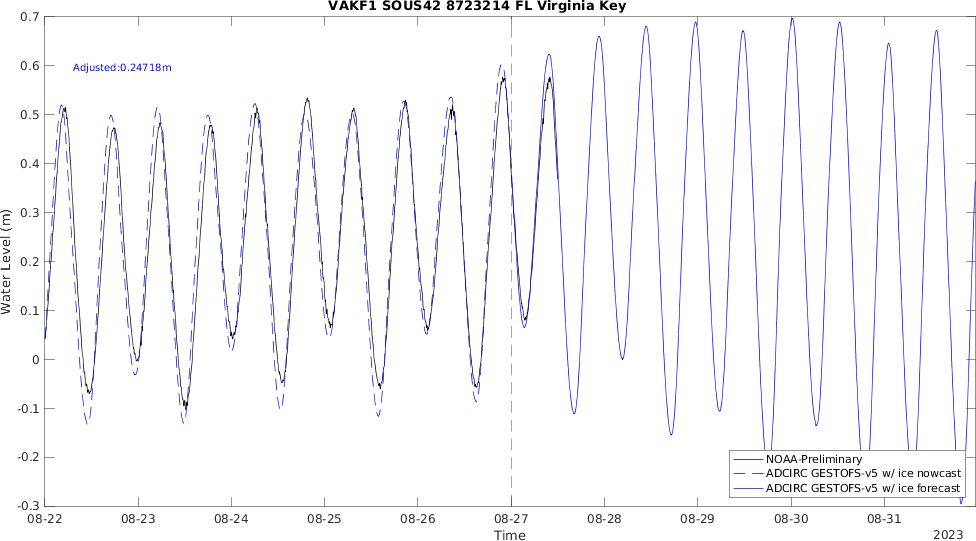 VAKF1 SOUS42 8723214 FL Virginia Key
Adjusted:0.24718m
Water Level (m)
0.7
0.6
0.5
0.4
0.3
0.2
0.1
0
-0.1
-0.2
-0.3
NOAA-Preliminary
ADCIRC GESTOFS-v5 w/ ice nowcast
ADCIRC GESTOFS-v5 w/ ice forecast
08-22 08-23 08-24 08-25 08-26 08-27 08-28 08-29 08-30 08-31
Time
2023